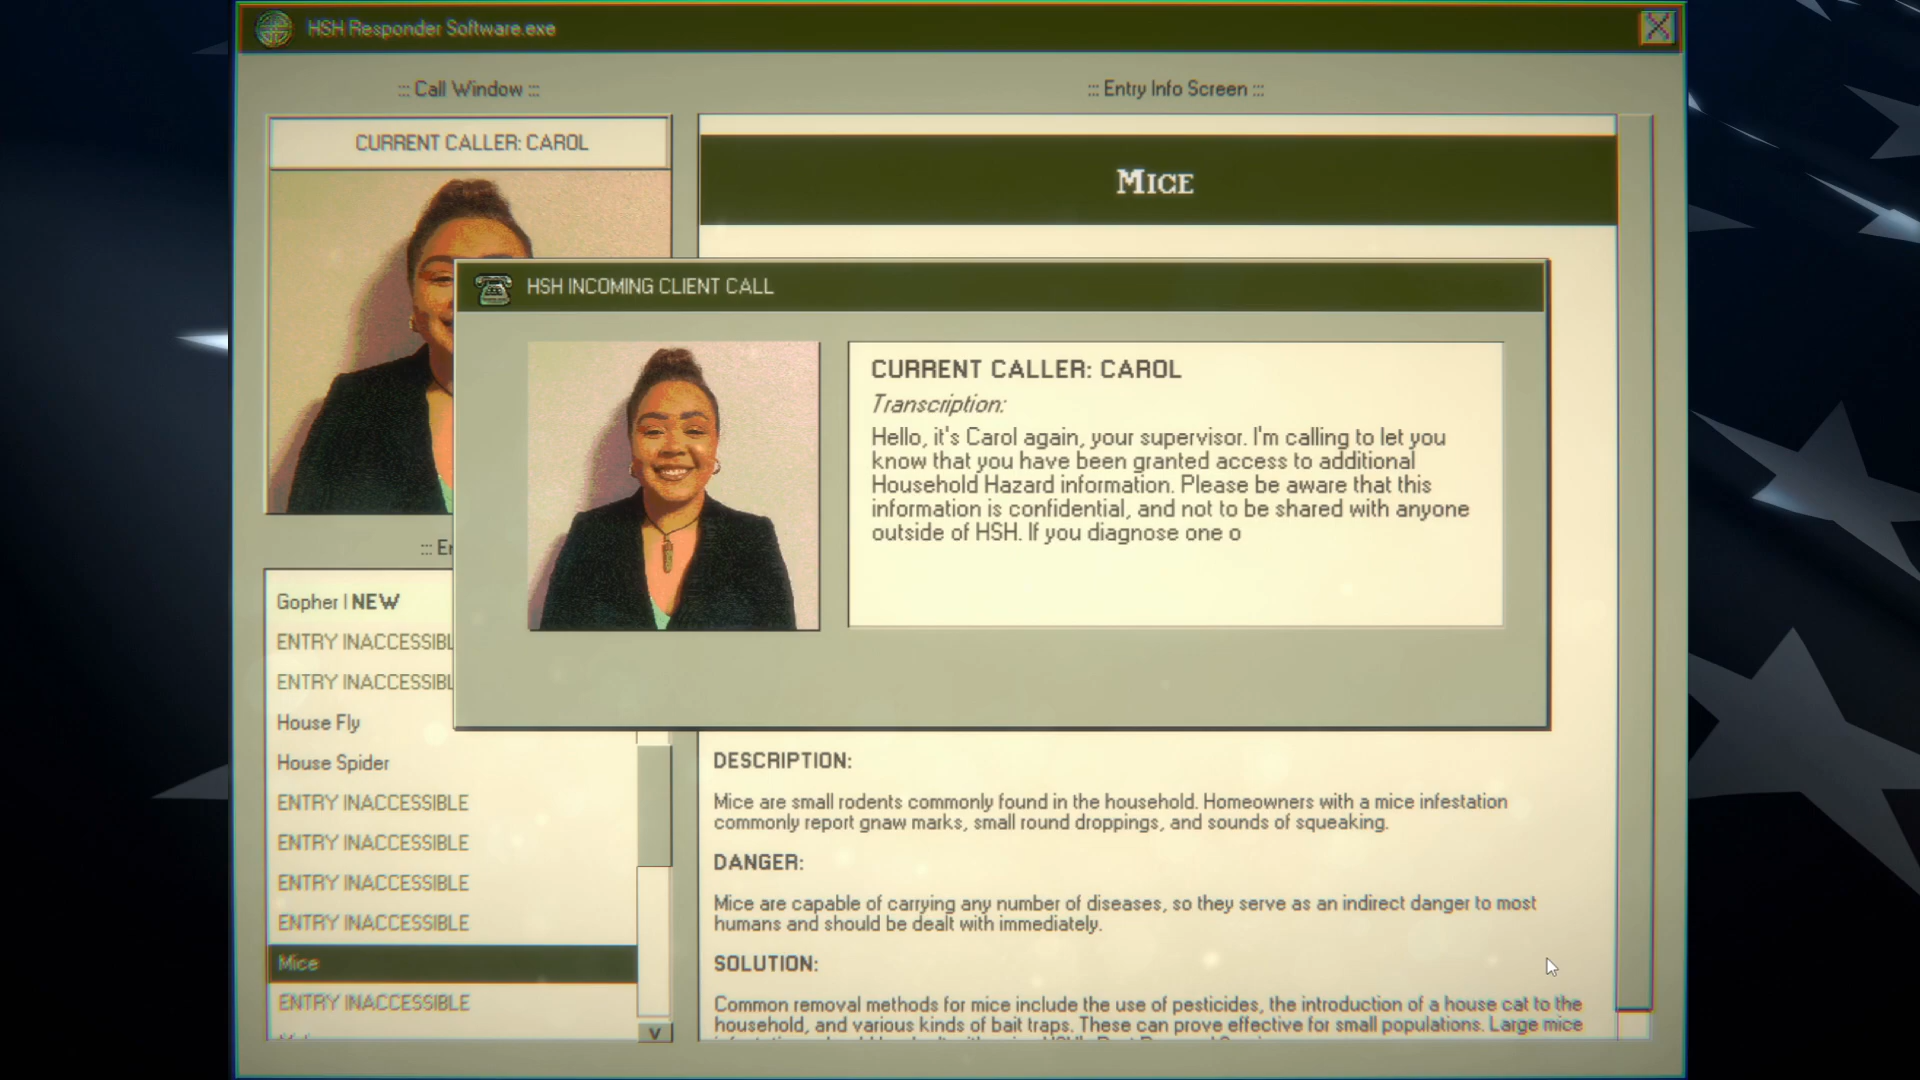 HSH Responder Software.exe
::: Call Window :::
CURRENT CALLER: CAROL
::: Entry Info Screen :::
MICE
HSH INCOMING CLIENT CALL
CURRENT CALLER: CAROL
Transcription:
Hello, it's Carol again, your supervisor. I'm calling to let you
know that you have been granted access to additional
Household Hazard information. Please be aware that this
information is confidential, and not to be shared with anyone
outside of HSH. If you diagnose one o
::: E
Gopher | NEW
ENTRY INACCESSIBL
ENTRY INACCESSIBL
House Fly
House Spider
ENTRY INACCESSIBLE
ENTRY INACCESSIBLE
ENTRY INACCESSIBLE
ENTRY INACCESSIBLE
Mice
ENTRY INACCESSIBLE
V
DESCRIPTION:
Mice are small rodents commonly found in the household. Homeowners with a mice infestation
commonly report gnaw marks, small round droppings, and sounds of squeaking.
DANGER:
Mice are capable of carrying any number of diseases, so they serve as an indirect danger to most
humans and should be dealt with immediately.
SOLUTION:
Common removal methods for mice include the use of pesticides, the introduction of a house cat to the
household, and various kinds of bait traps. These can prove effective for small populations. Large mice